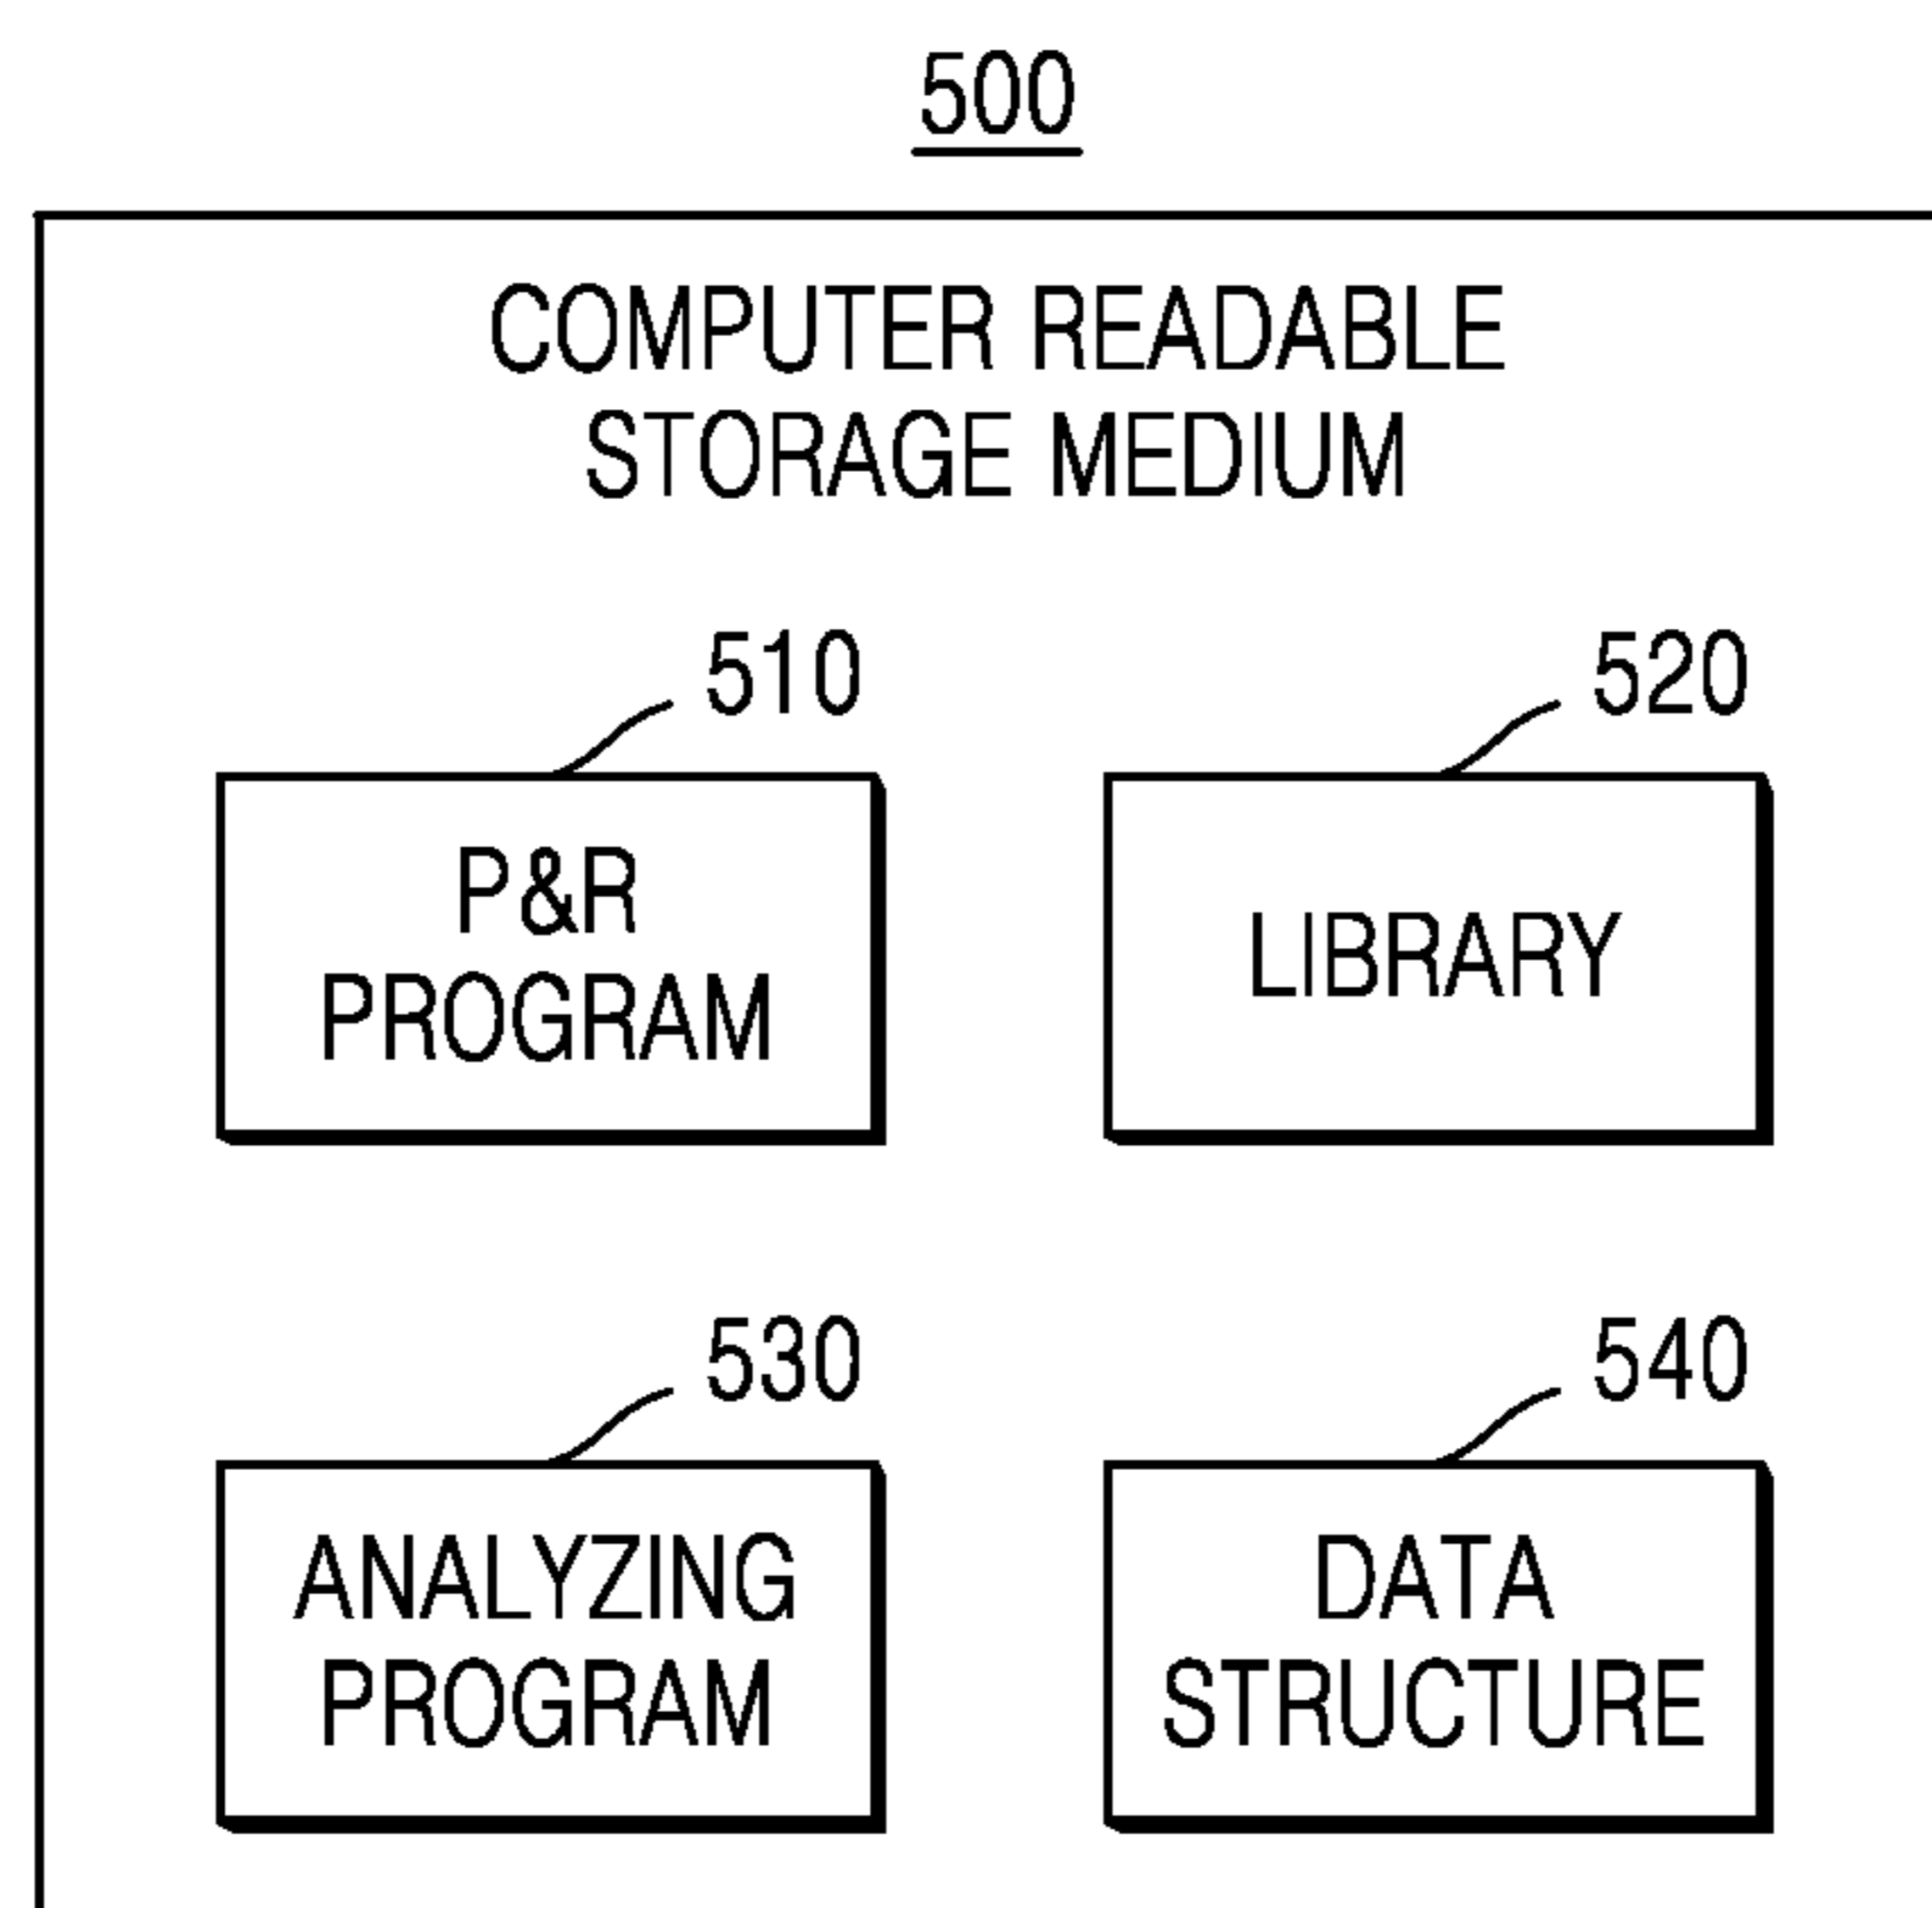 500
COMPUTER READABLE
STORAGE MEDIUM
510
520
P&R
PROGRAM
LIBRARY
530
540
ANALYZING
PROGRAM
DATA
STRUCTURE